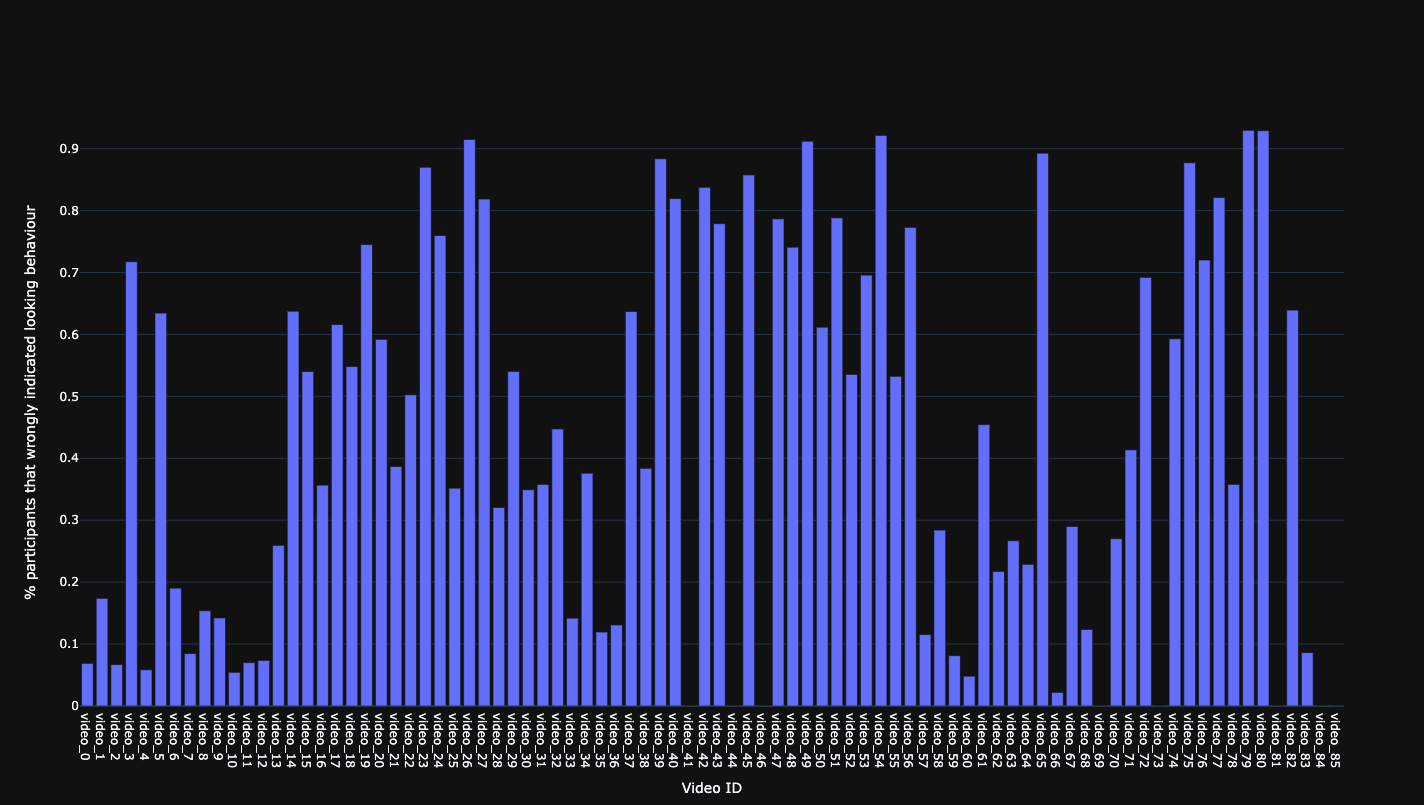 % participants that wrongly indicated looking behaviour
0.9
0.8
0.7
0.6
0.5
0.4
0.3
0.2
0.1
0
video_0
video_1
video_2
video_3
video_4
video_5
video_6
video_7
video_8
video_9
video_10
video_11
video_12
video_13
video_14
video_15
video_16
video_17
video_18
video_19
video_20
video_21
video_22
video_23
video_24
video_25
video_26
video_27
video_28
video_29
video_30
video_31
video_32
video_33
video_34
video_35
video_36
video_37
video_38
video_39
video_40
video_41
video_42
video_43
video_44
video_45
video_46
video_47
video_48
video_49
video_50
video_51
video_52
video_53
video_54
video_55
video_56
video_57
video_58
video_59
video_60
video_61
video_62
video_63
video_64
video_65
video_66
video_67
video_68
video_69
video_70
video_71
video_72
video_73
video_74
video_75
video_76
video_77
video_78
video_79
video_80
video_81
video_82
video_83
video_84
video_85
Video ID